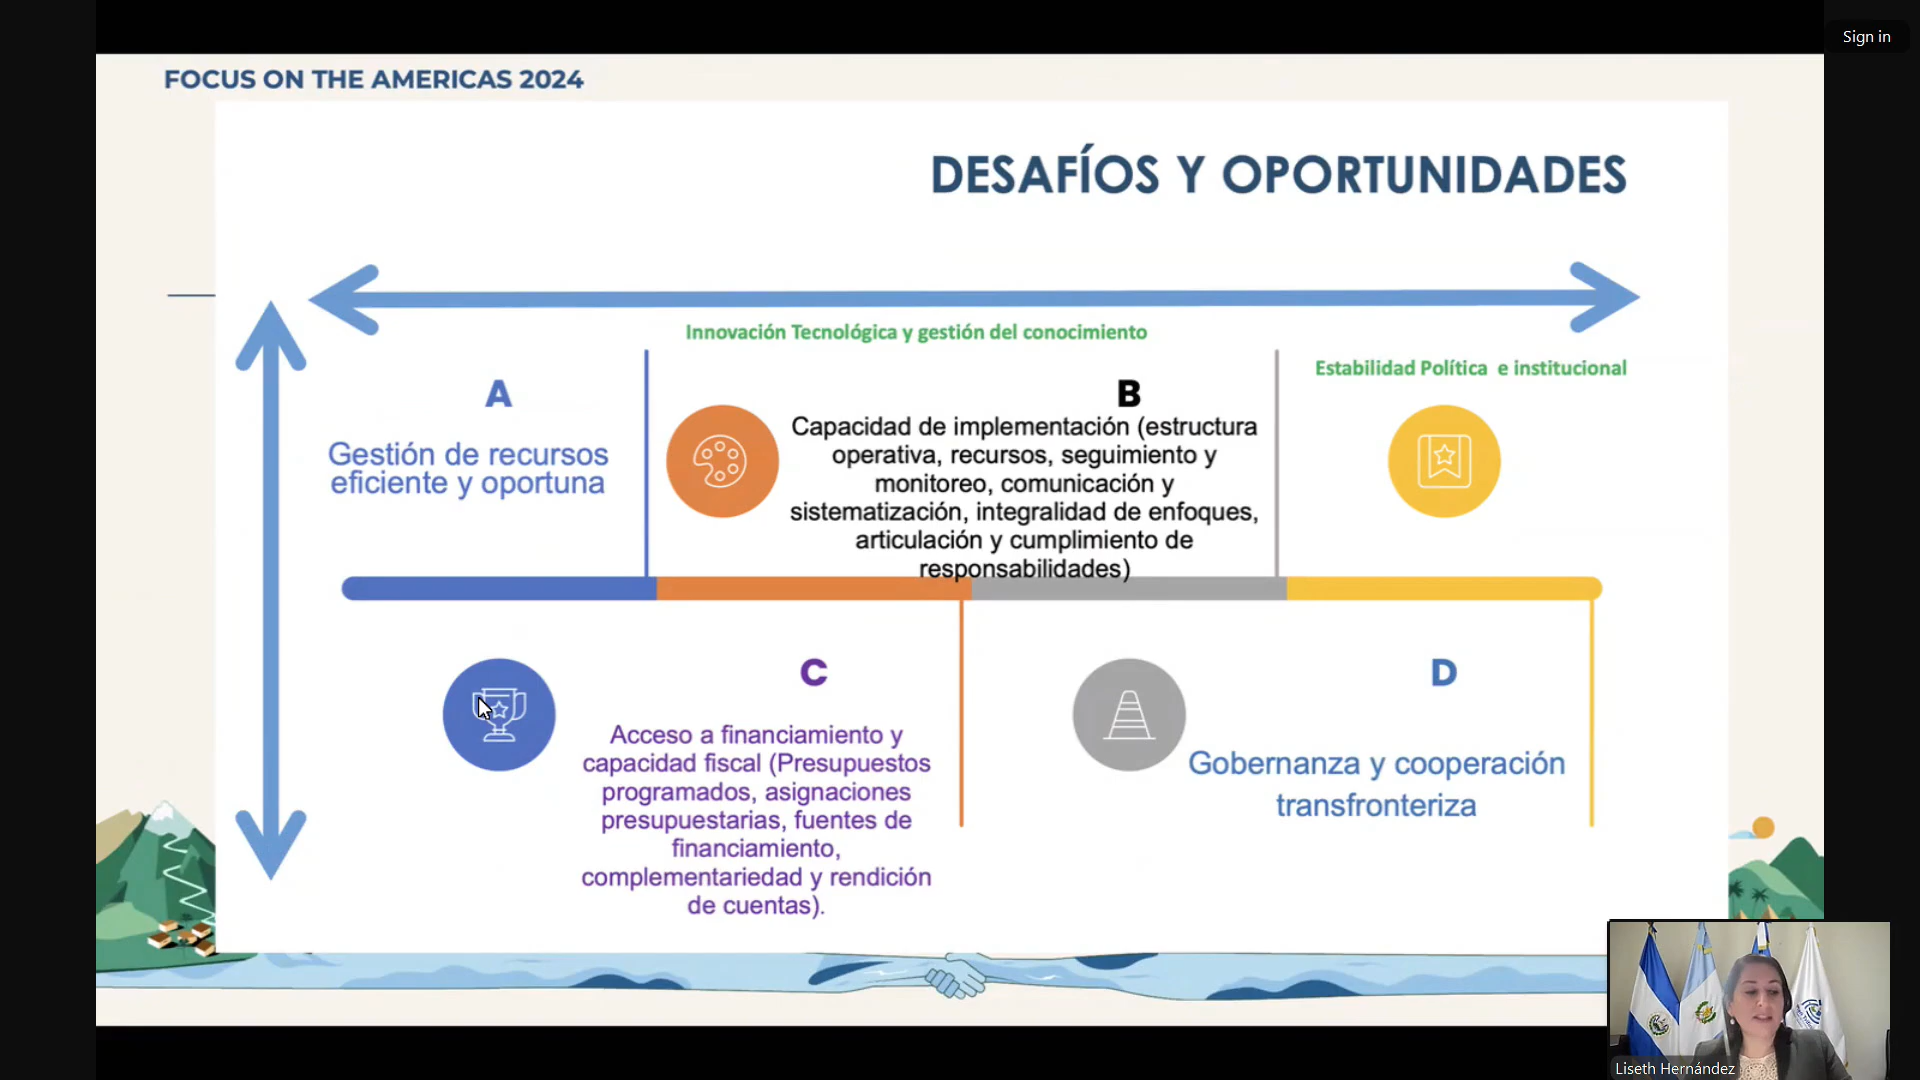 Sign in
FOCUS ON THE AMERICAS 2024
DESAFÍOS Y OPORTUNIDADES
Innovación Tecnológica y gestión del conocimiento
Estabilidad Política e institucional
A
Gestión de recursos
eficiente y oportuna
B
Capacidad de implementación (estructura
operativa, recursos, seguimiento y
monitoreo, comunicación y
sistematización, integralidad de enfoques,
articulación y cumplimiento de
responsabilidades)
C
Acceso a financiamiento y
capacidad fiscal (Presupuestos
programados, asignaciones
presupuestarias, fuentes de
financiamiento,
complementariedad y rendición
de cuentas).
D
Gobernanza y cooperación
transfronteriza
Liseth Hernández